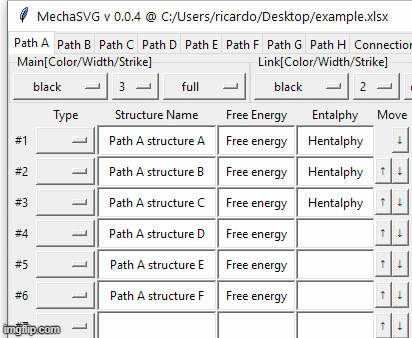 MechaSVG v 0.0.4 @ C:/Users/ricardo/Desktop/example.xlsx
Path A Path B Path C Path D Path E Path F Path G Path H Connection
Main[Color/Width/Strike] Link[Color/Width/Strike]
black 3 full black 2
Type Structure Name Free Energy Entalphy Move
#1 Path A structure A Free energy Hentalphy ↓
#2 Path A structure B Free energy Hentalphy ↑ ↓
#3 Path A structure C Free energy Hentalphy ↑ ↓
#4 Path A structure D Free energy ↑ ↓
#5 Path A structure E Free energy ↑ ↓
#6 Path A structure F Free energy ↑ ↓
imgflip.com